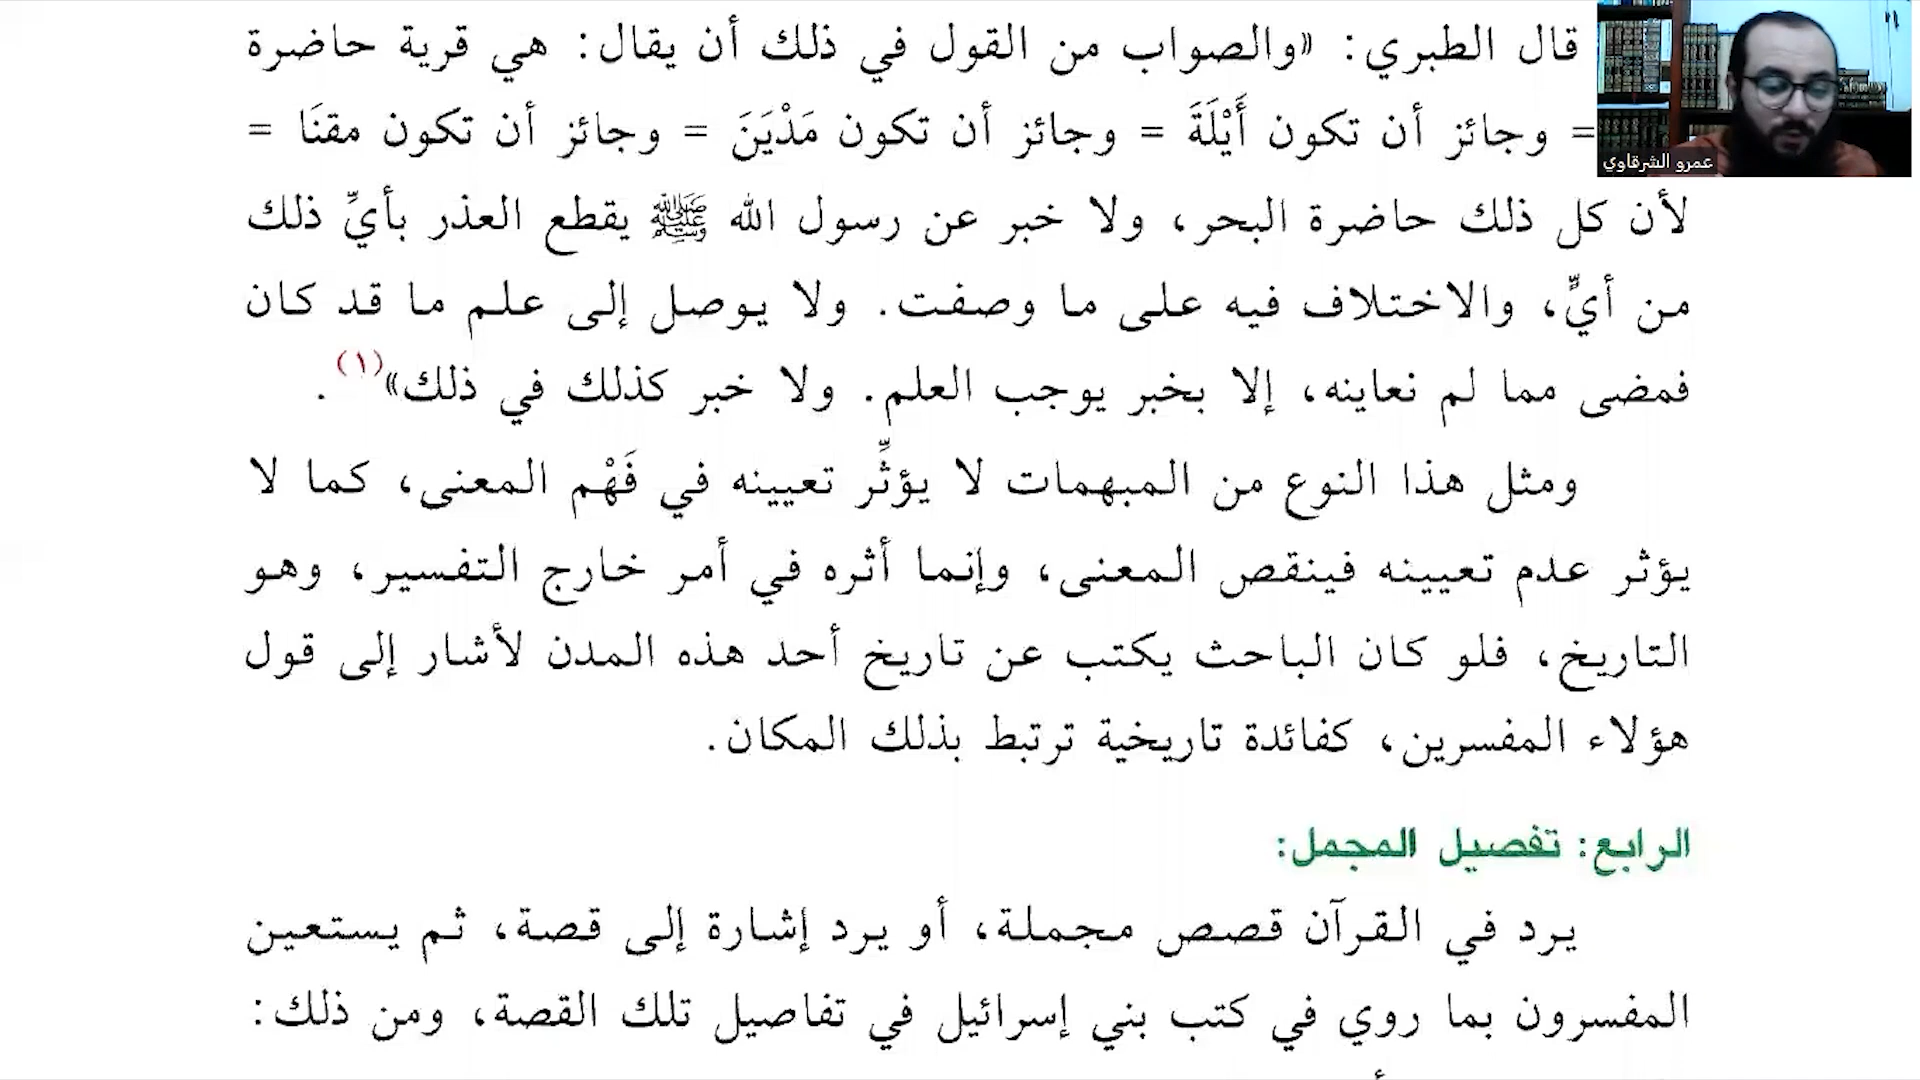 قال الطبري: «والصواب من القول في ذلك أن يقال: هي قرية حاضرة
= وجائز أن تكون أَيْلَةَ = وجائز أن تكون مَدْيَنَ = وجائز أن تكون مقنَا =
لأن كل ذلك حاضرة البحر، ولا خبر عن رسول الله ﷺ يقطع العذر بأيِّ ذلك
من أيٍّ، والاختلاف فيه على ما وصفت. ولا يوصل إلى علم ما قد كان
فمضى مما لم نعاينه، إلا بخبر يوجب العلم. ولا خبر كذلك في ذلك»(١).
ومثل هذا النوع من المبهمات لا يؤثِّر تعيينه في فَهْم المعنى، كما لا
يؤثر عدم تعيينه فينقص المعنى، وإنما أثره في أمر خارج التفسير، وهو
التاريخ، فلو كان الباحث يكتب عن تاريخ أحد هذه المدن لأشار إلى قول
هؤلاء المفسرين، كفائدة تاريخية ترتبط بذلك المكان.
الرابع: تفصيل المجمل:
يرد في القرآن قصص مجملة، أو يرد إشارة إلى قصة، ثم يستعين
المفسرون بما روي في كتب بني إسرائيل في تفاصيل تلك القصة، ومن ذلك:
عمرو الشرقاوي